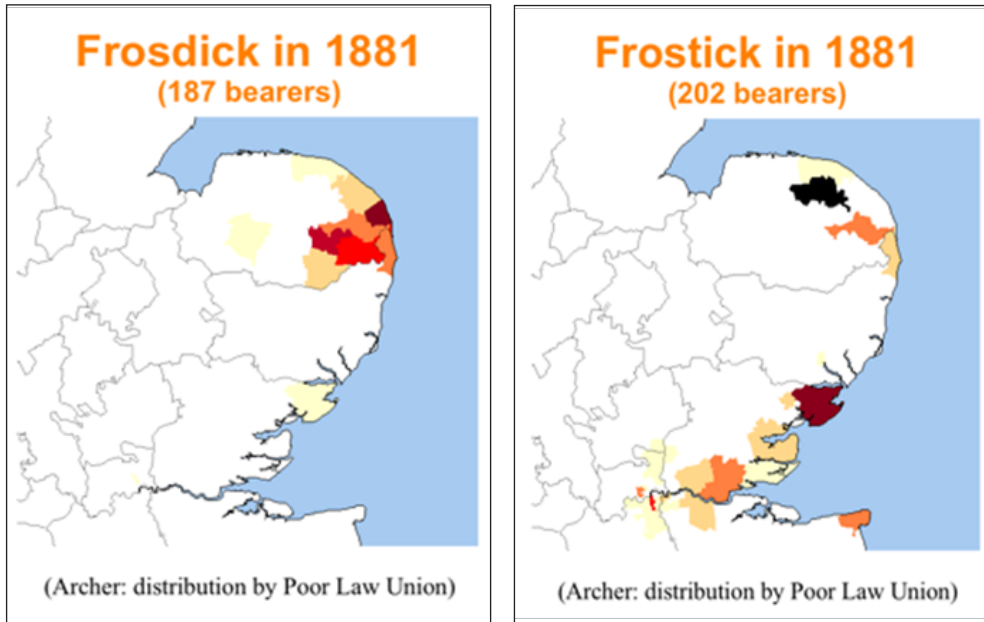 Frosdick in 1881
(187 bearers)
(Archer: distribution by Poor Law Union)
Frostick in 1881
(202 bearers)
(Archer: distribution by Poor Law Union)